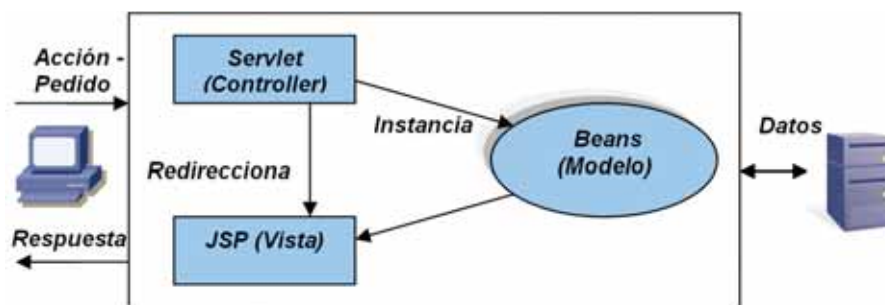 Acción -
Pedido
Servlet
(Controller)
Instancia
Beans
(Modelo)
Datos
Redirecciona
Respuesta
JSP (Vista)